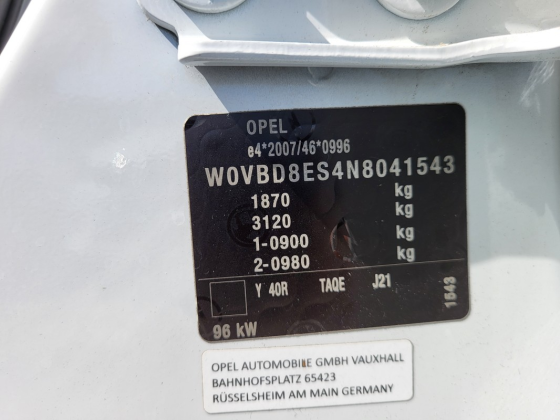 OPEL
e4*2007/46*0996
W0VBD8ES4N8041543
1870 kg
3120 kg
1-0900 kg
2-0980 kg
Y 40R TAQE J21
1543
96 kW
OPEL AUTOMOBILE GMBH VAUXHALL
BAHNHOFSPLATZ 65423
RÜSSELSHEIM AM MAIN GERMANY